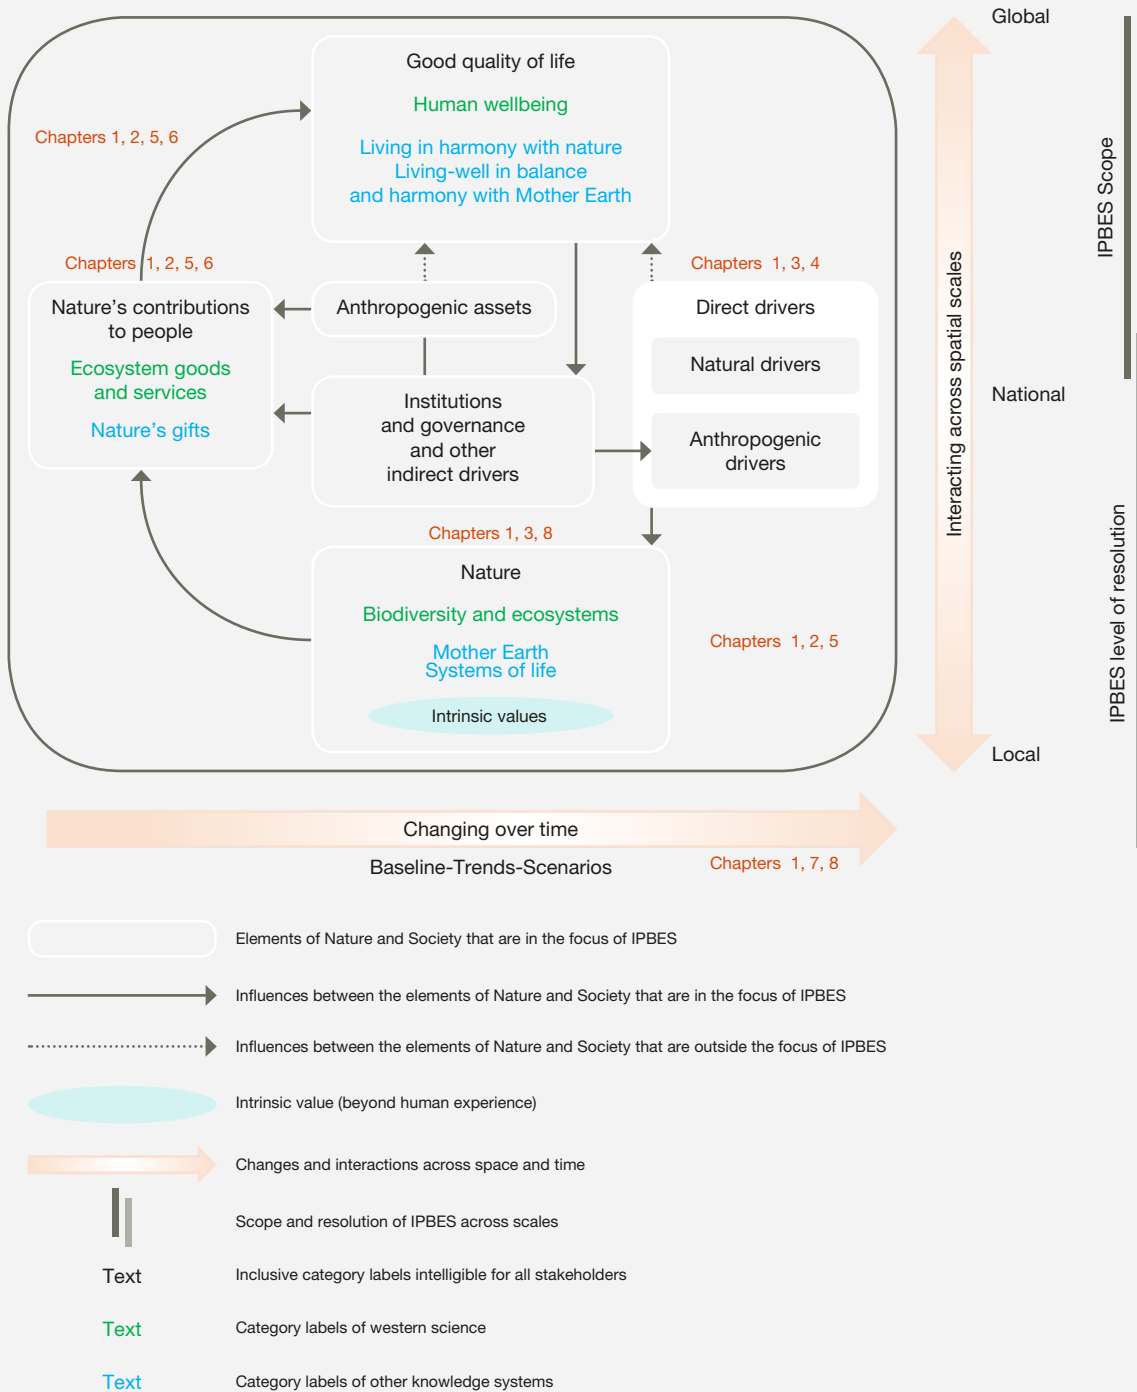 Global
Good quality of life
Human wellbeing
Chapters 1, 2, 5, 6
Living in harmony with nature
Living-well in balance
and harmony with Mother Earth
IPBES Scope
Chapters 1, 2, 5, 6
Chapters 1, 3, 4
Nature's contributions
to people
Ecosystem goods
and services
Nature's gifts
Anthropogenic assets
Direct drivers
Natural drivers
Anthropogenic
drivers
Institutions
and governance
and other
indirect drivers
Interacting across spatial scales
National
Chapters 1, 3, 8
Nature
Biodiversity and ecosystems
Mother Earth
Systems of life
Intrinsic values
Chapters 1, 2, 5
IPBES level of resolution
Local
Changing over time
Baseline-Trends-Scenarios
Chapters 1, 7, 8
Elements of Nature and Society that are in the focus of IPBES
Influences between the elements of Nature and Society that are in the focus of IPBES
Influences between the elements of Nature and Society that are outside the focus of IPBES
Intrinsic value (beyond human experience)
Changes and interactions across space and time
Scope and resolution of IPBES across scales
Text
Inclusive category labels intelligible for all stakeholders
Text
Category labels of western science
Text
Category labels of other knowledge systems